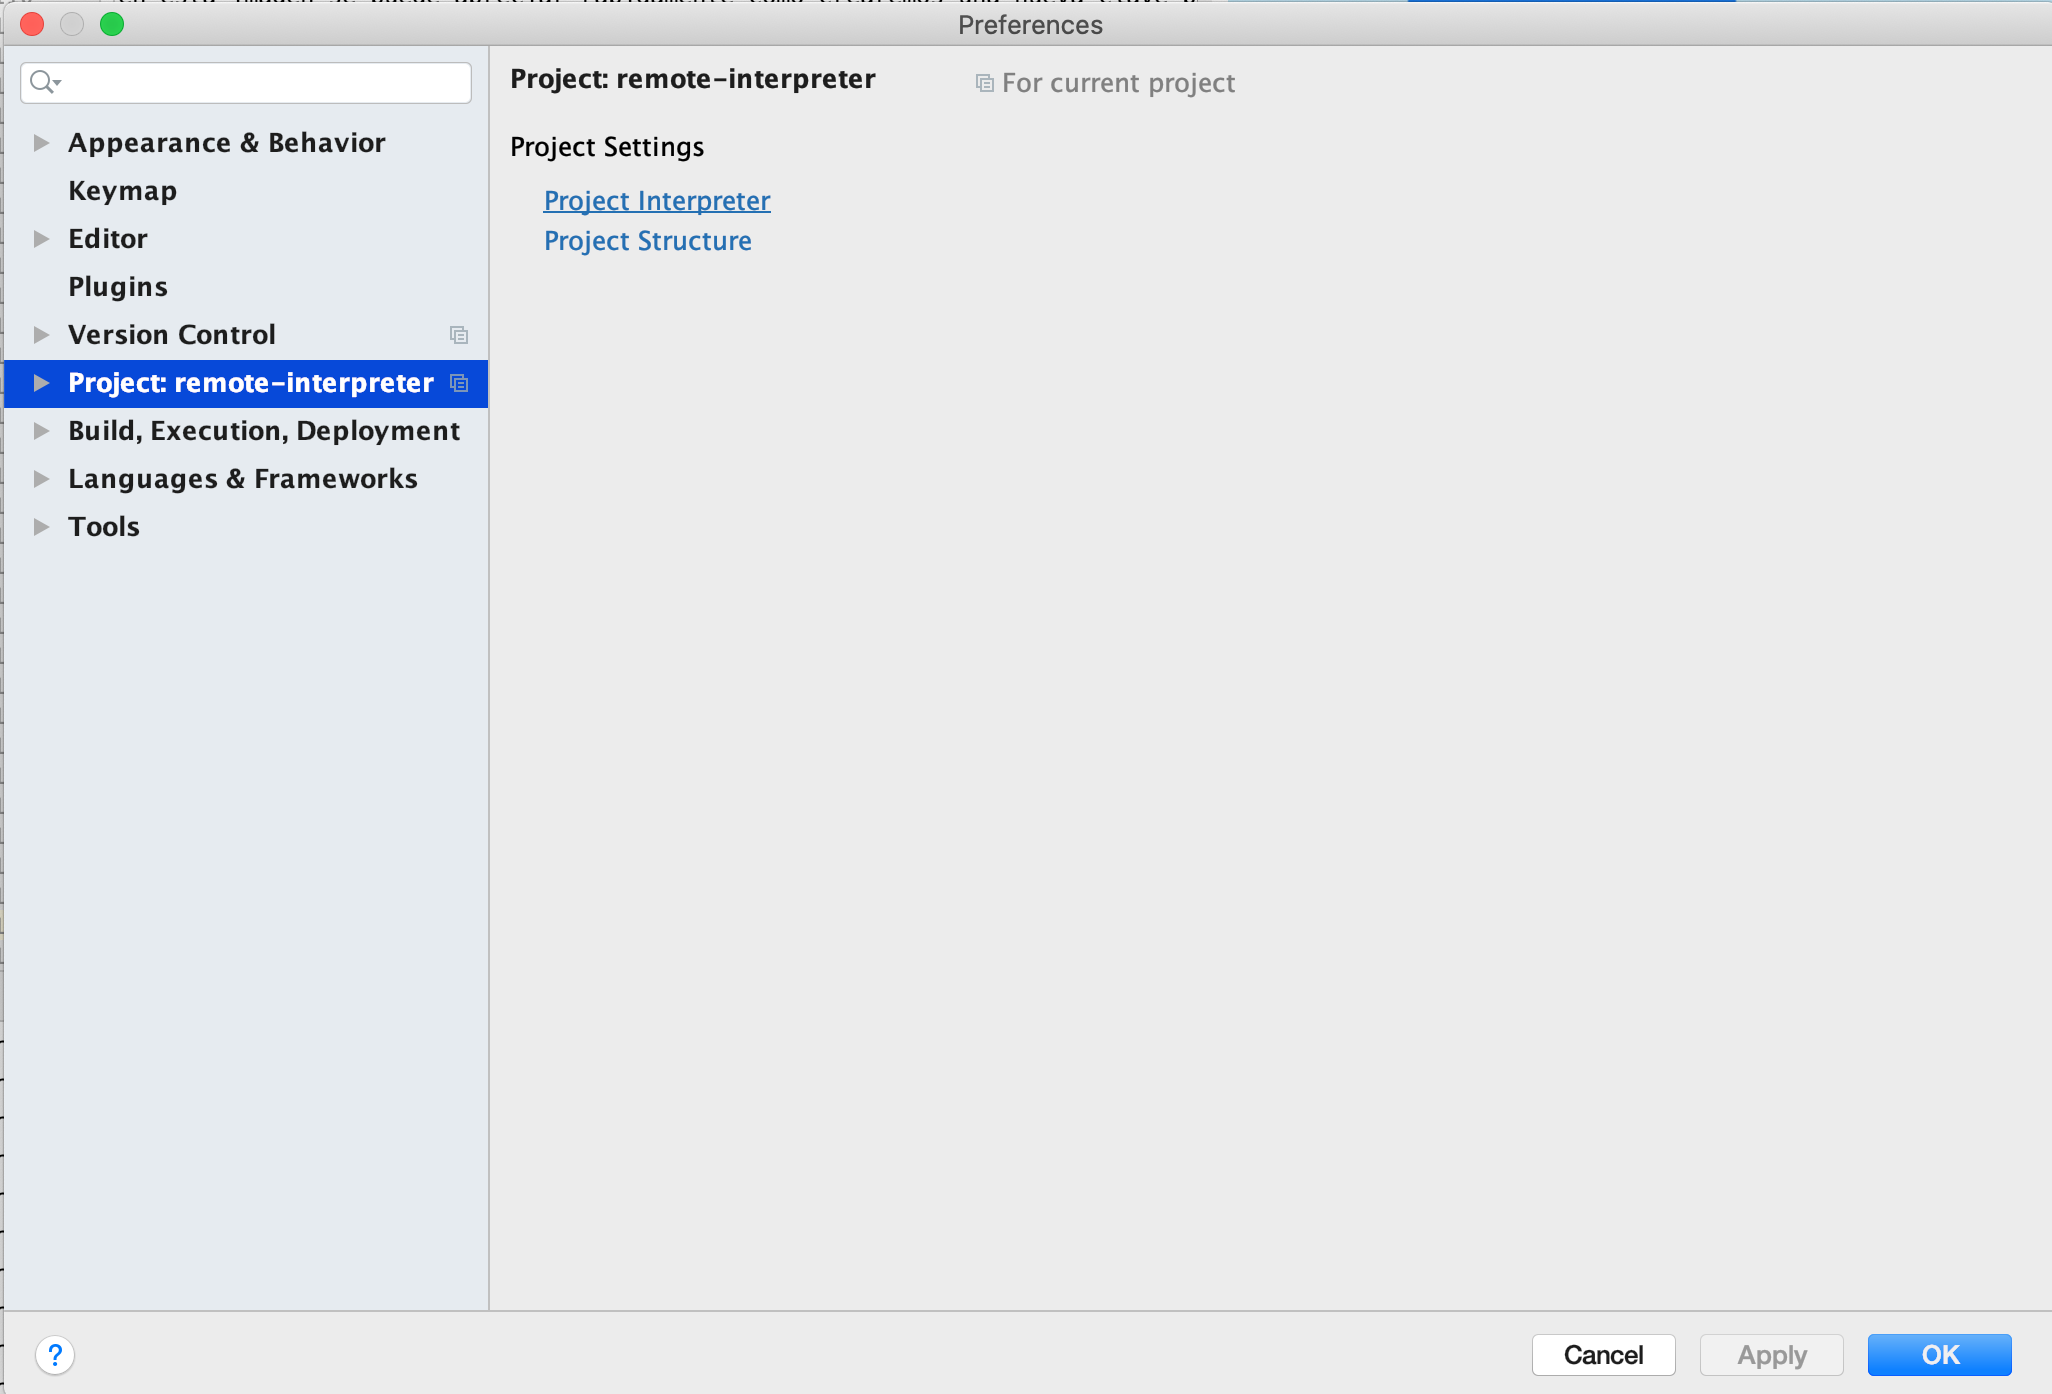 Preferences
Project: remote-interpreter
For current project
Appearance & Behavior
Keymap
Editor
Plugins
Version Control
Project: remote-interpreter
Build, Execution, Deployment
Languages & Frameworks
Tools
Project Settings
Project Interpreter
Project Structure
?
Cancel
Apply
OK